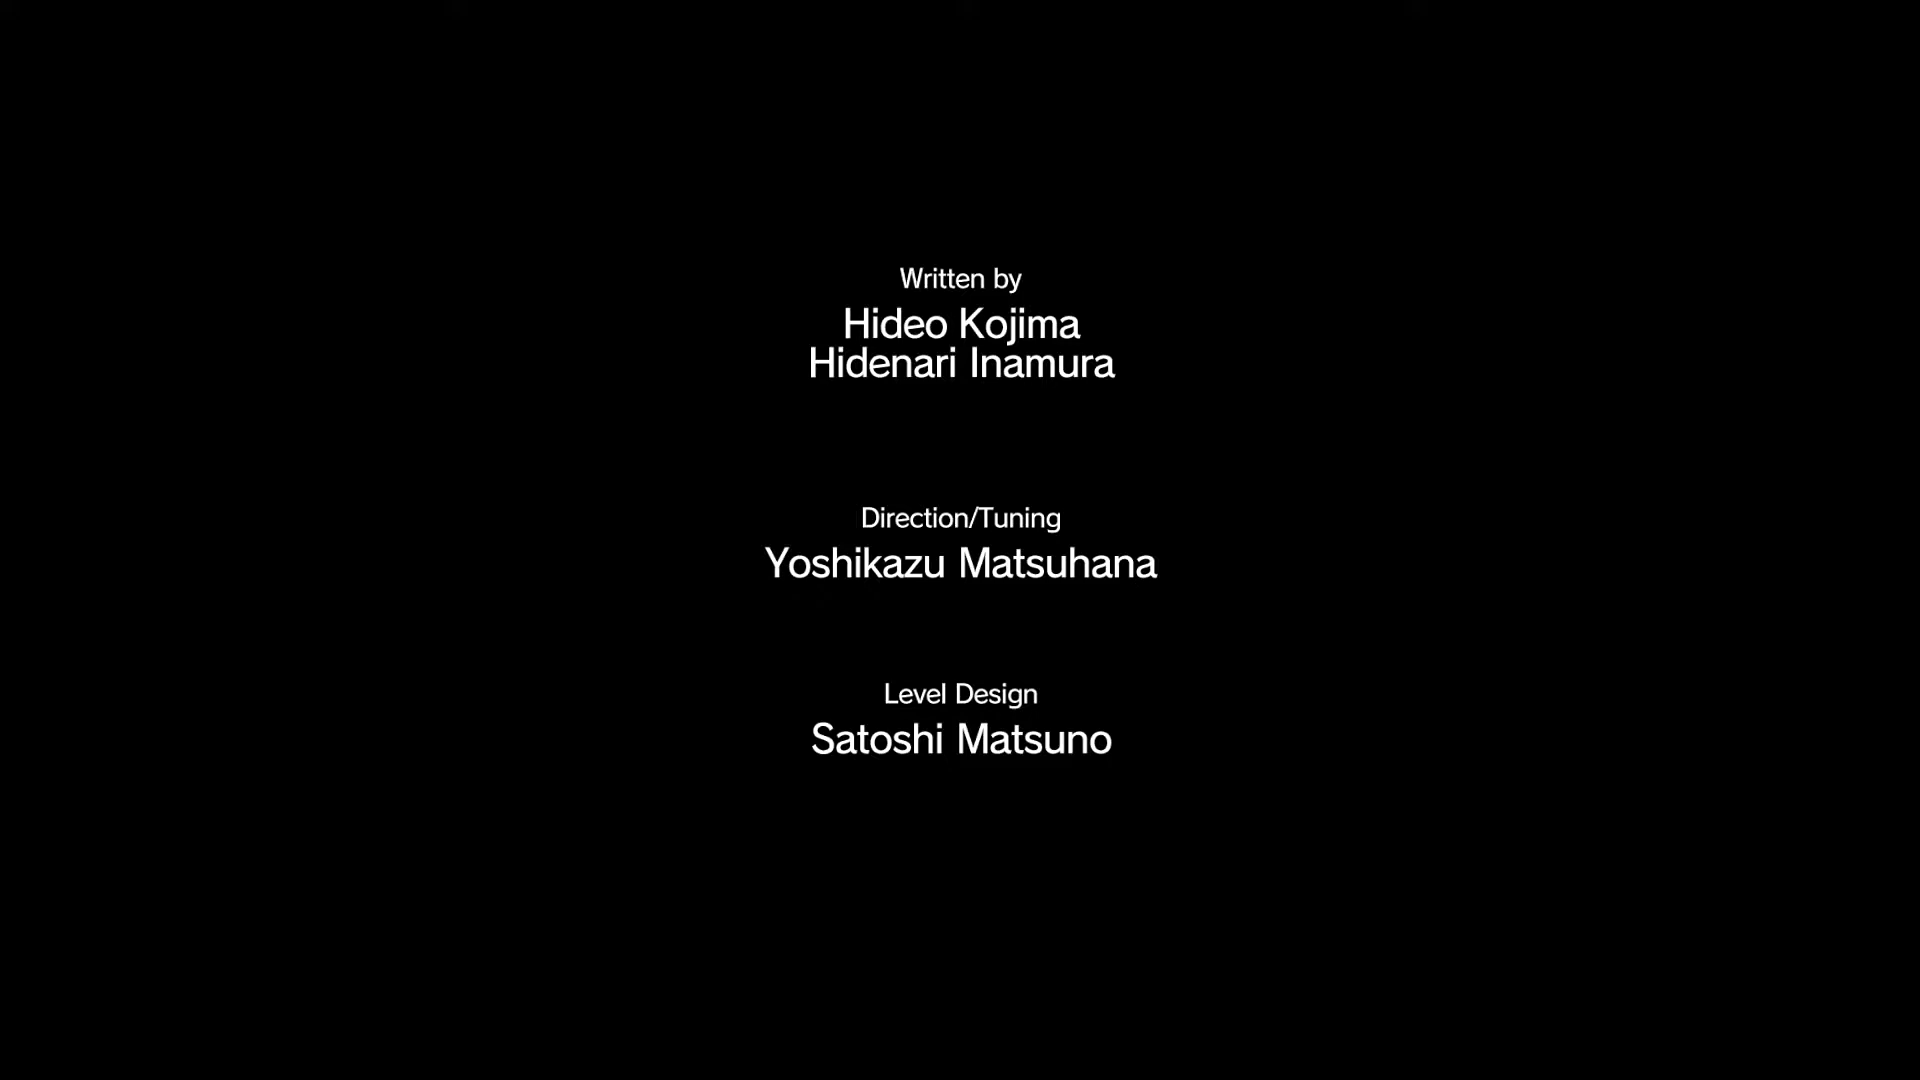 Written by
Hideo Kojima
Hidenari Inamura
Direction/Tuning
Yoshikazu Matsuhana
Level Design
Satoshi Matsuno